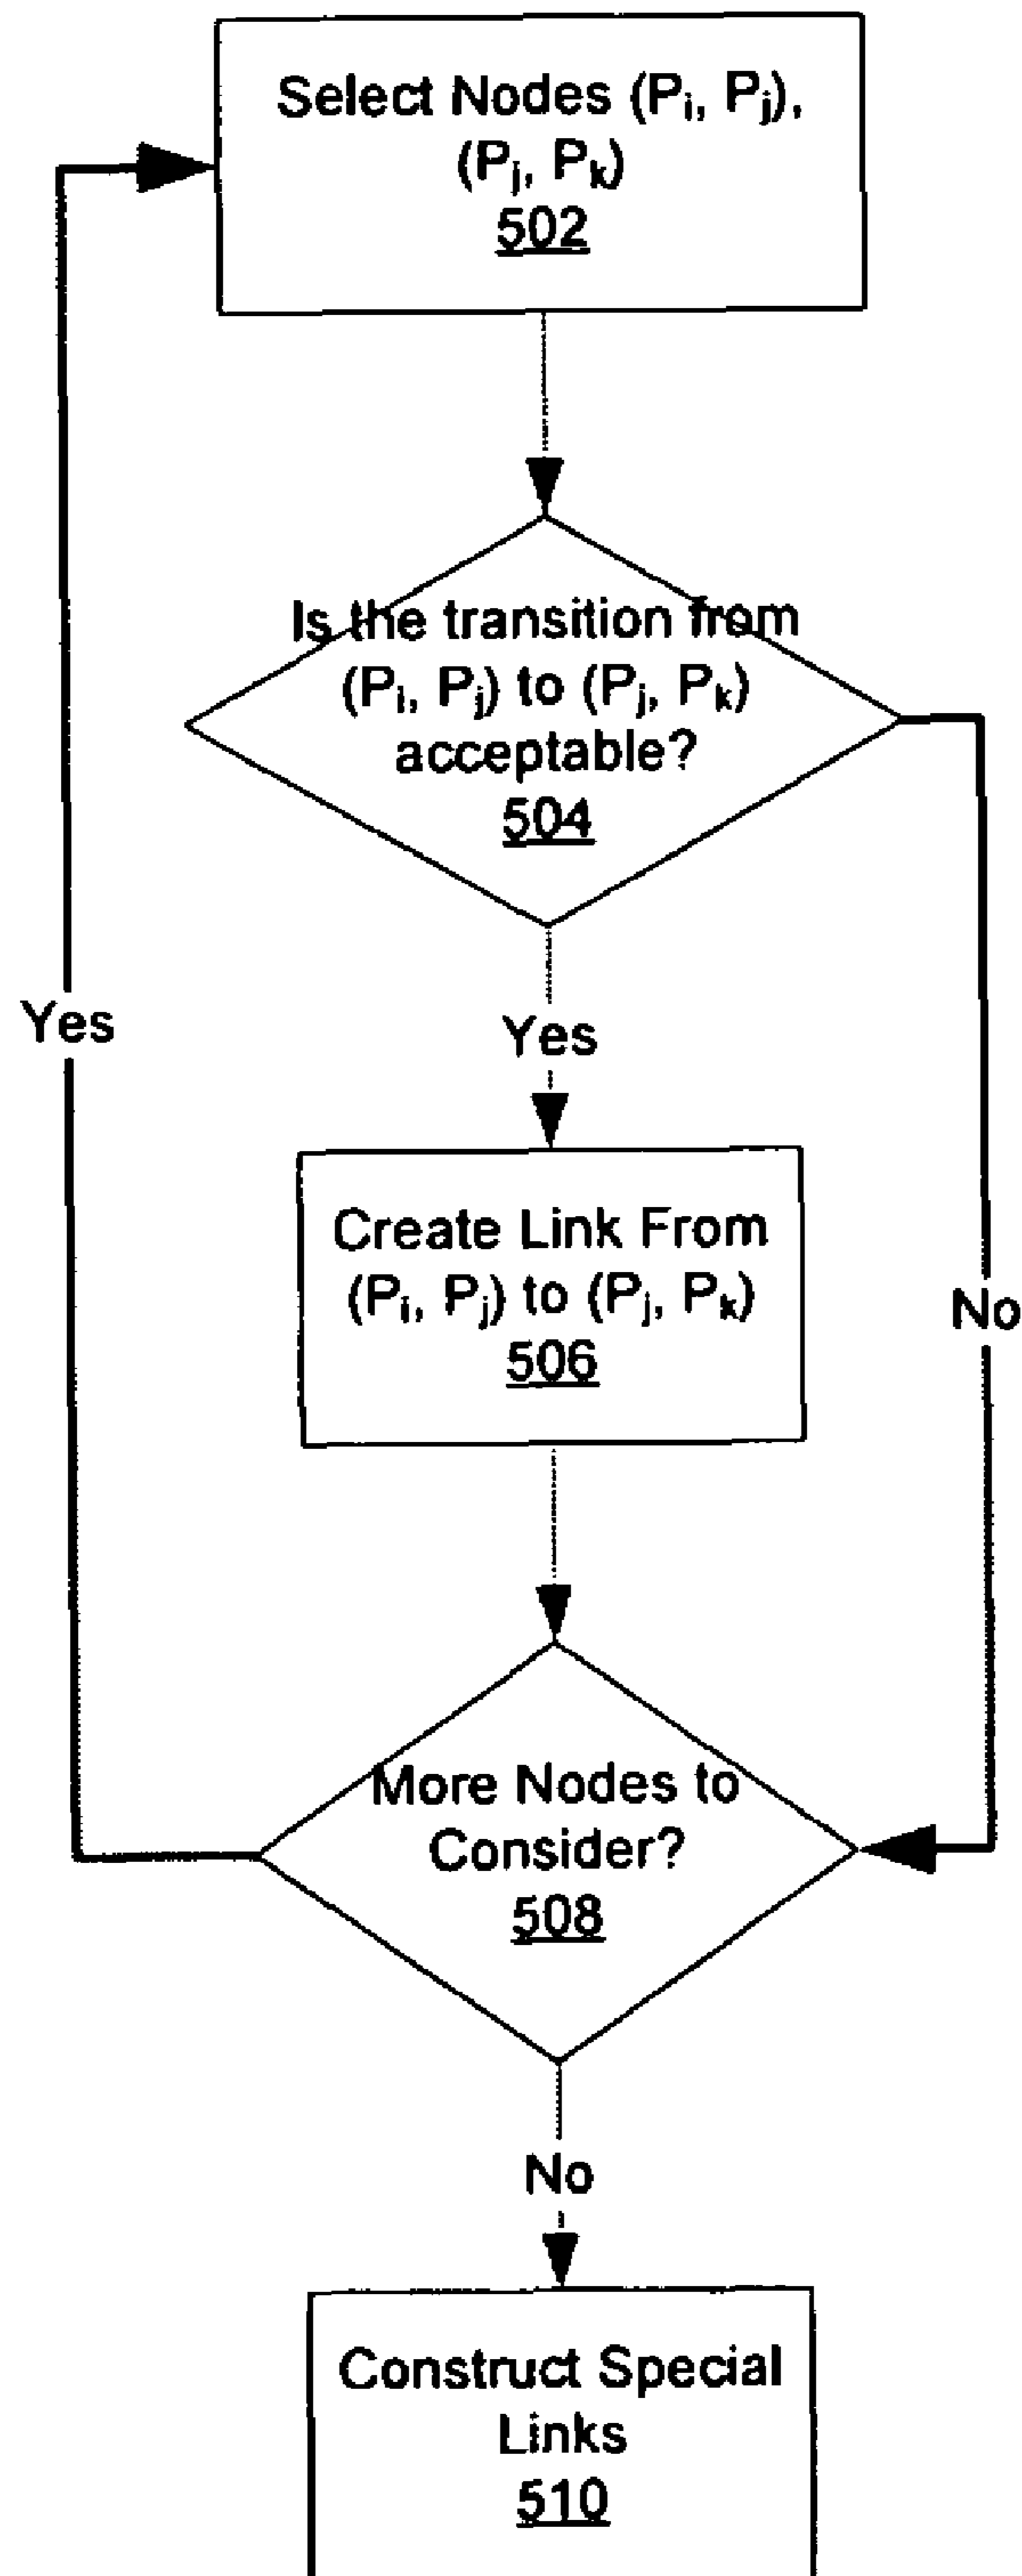 Select Nodes (Pi, Pj),
(Pj, Pk)
502
Is the transition from
(Pi, Pj) to (Pj, Pk)
acceptable?
504
Yes
Yes
Create Link From
(Pi, Pj) to (Pj, Pk)
506
No
More Nodes to
Consider?
508
No
Construct Special
Links
510